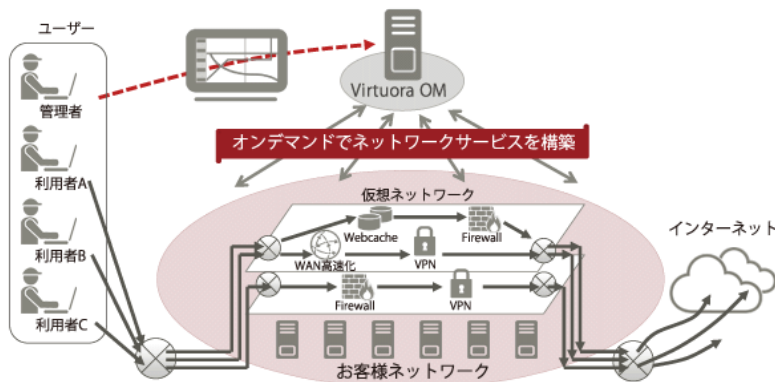 ユーザー
管理者
利用者A
利用者B
利用者C
Virtuora OM
オンデマンドでネットワークサービスを構築
仮想ネットワーク
Webcache
Firewall
WAN高速化
VPN
Firewall
VPN
お客様ネットワーク
インターネット